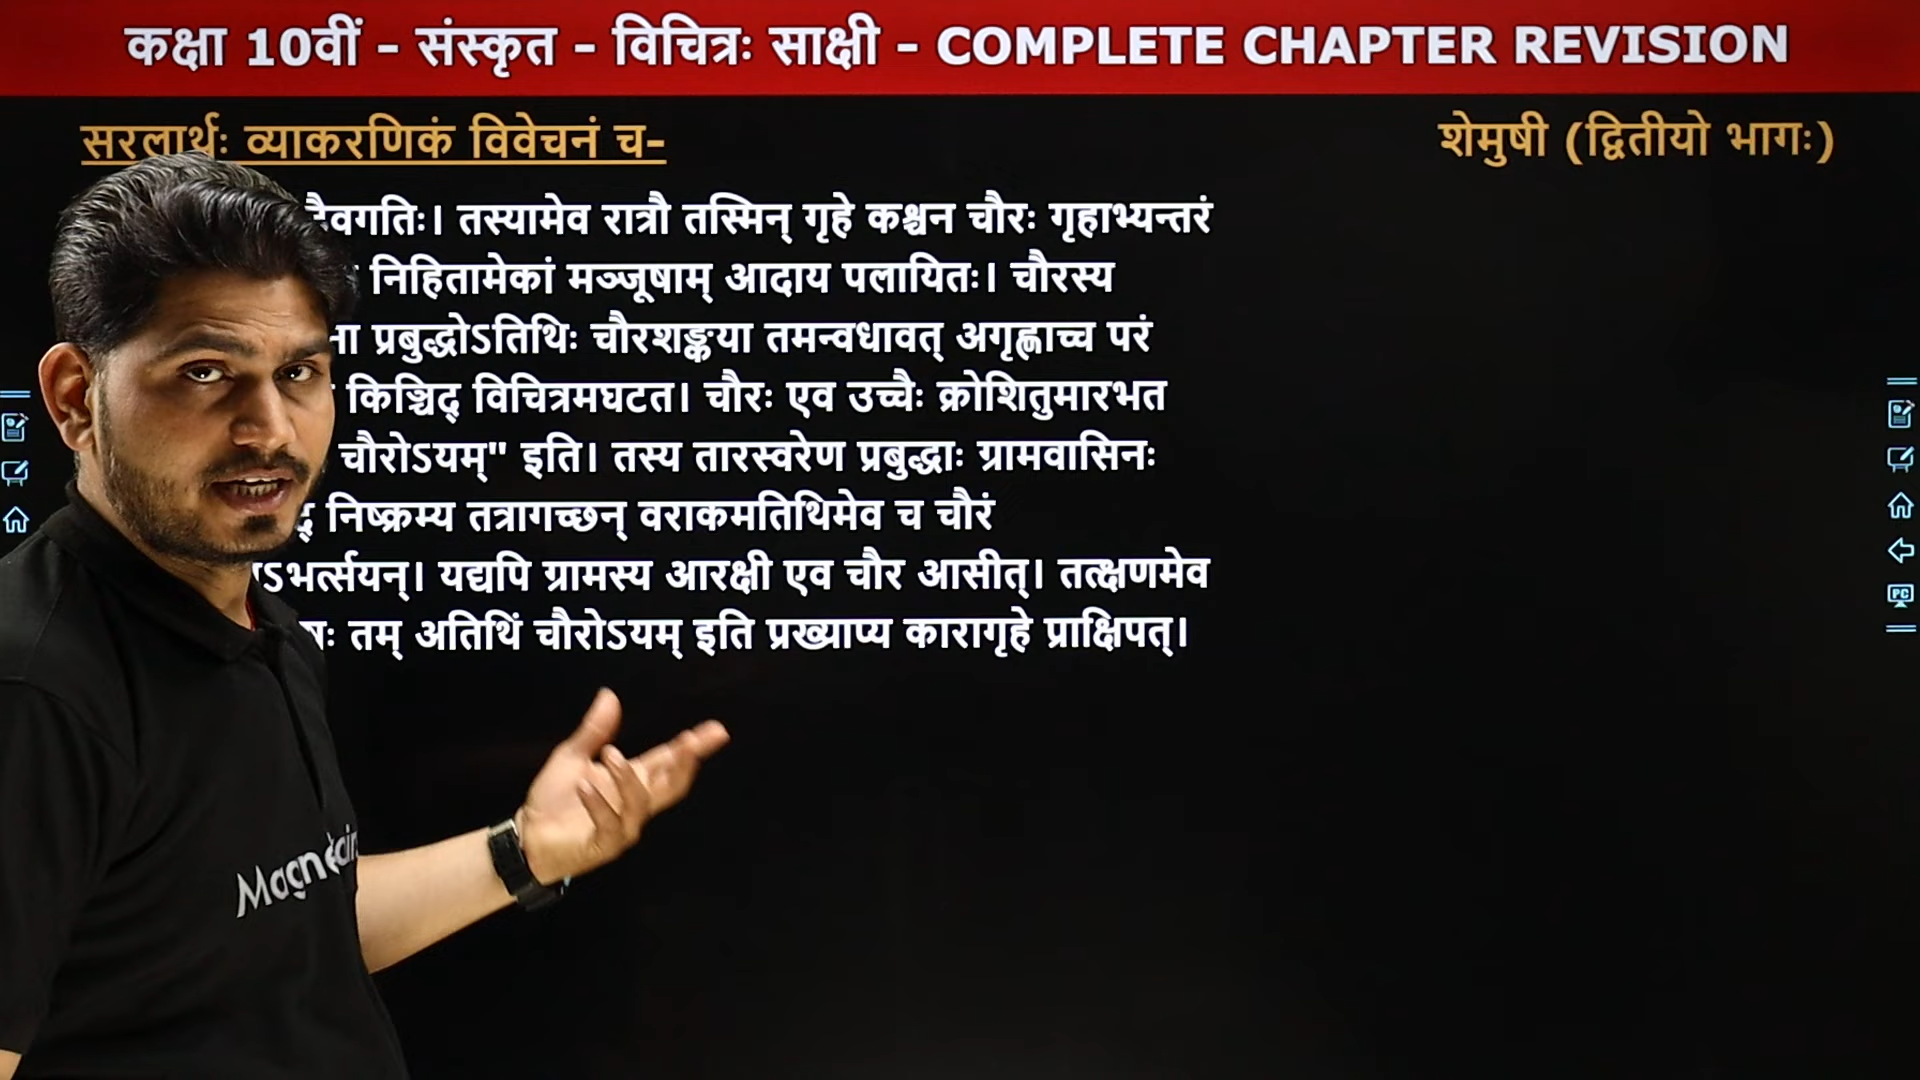 कक्षा 10वीं - संस्कृत - विचित्रः साक्षी - COMPLETE CHAPTER REVISION
सरलार्थः व्याकरणिकं विवेचनं च-
शेमुषी (द्वितीयो भागः)
तस्यामेव रात्रौ तस्मिन् गृहे कश्चन चौरः गृहाभ्यन्तरं
निहितामेकां मञ्जूषाम् आदाय पलायितः। चौरस्य
प्रबुद्धोऽतिथिः चौरशङ्कया तमन्वधावत् अगृह्णाच्च परं
किञ्चिद् विचित्रमघटत। चौरः एव उच्चैः क्रोशितुमारभत
चौरोऽयम्" इति। तस्य तारस्वरेण प्रबुद्धाः ग्रामवासिनः
निष्क्रम्य तत्रागच्छन् वराकमतिथिमेव च चौरं
यद्यपि ग्रामस्य आरक्षी एव चौर आसीत्। तत्क्षणमेव
तम् अतिथिं चौरोऽयम् इति प्रख्याप्य कारागृहे प्राक्षिपत्।
PC